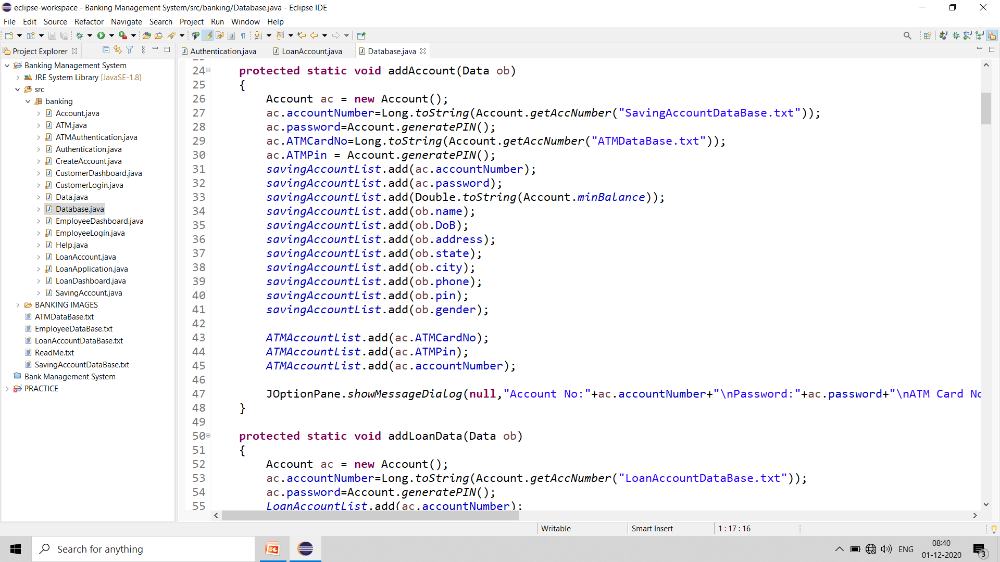 eclipse-workspace - Banking Management System/src/banking/Database.java - Eclipse IDE
File Edit Source Refactor Navigate Search Project Run Window Help
Project Explorer
Authentication.java LoanAccount.java Database.java
Banking Management System
JRE System Library [JavaSE-1.8]
src
banking
Account.java
ATM.java
ATMAuthentication.java
Authentication.java
CreateAccount.java
CustomerDashboard.java
CustomerLogin.java
Data.java
Database.java
EmployeeDashboard.java
EmployeeLogin.java
Help.java
LoanAccount.java
LoanApplication.java
LoanDashboard.java
SavingAccount.java
BANKING IMAGES
ATMDataBase.txt
EmployeeDataBase.txt
LoanAccountDataBase.txt
ReadMe.txt
SavingAccountDataBase.txt
Bank Management System
PRACTICE
24 protected static void addAccount(Data ob)
25 {
26 Account ac = new Account();
27 ac.accountNumber=Long.toString(Account.getAccNumber("SavingAccountDataBase.txt"));
28 ac.password=Account.generatePIN();
29 ac.ATMCardNo=Long.toString(Account.getAccNumber("ATMDataBase.txt"));
30 ac.ATMPin = Account.generatePIN();
31 savingAccountList.add(ac.accountNumber);
32 savingAccountList.add(ac.password);
33 savingAccountList.add(Double.toString(Account.minBalance));
34 savingAccountList.add(ob.name);
35 savingAccountList.add(ob.DoB);
36 savingAccountList.add(ob.address);
37 savingAccountList.add(ob.state);
38 savingAccountList.add(ob.city);
39 savingAccountList.add(ob.phone);
40 savingAccountList.add(ob.pin);
41 savingAccountList.add(ob.gender);
42
43 ATMAccountList.add(ac.ATMCardNo);
44 ATMAccountList.add(ac.ATMPin);
45 ATMAccountList.add(ac.accountNumber);
46
47 JOptionPane.showMessageDialog(null,"Account No:"+ac.accountNumber+"\nPassword:"+ac.password+"\nATM Card No
48 }
49
50 protected static void addLoanData(Data ob)
51 {
52 Account ac = new Account();
53 ac.accountNumber=Long.toString(Account.getAccNumber("LoanAccountDataBase.txt"));
54 ac.password=Account.generatePIN();
55 LoanAccountList.add(ac.accountNumber);
Writable Smart Insert 1 : 17 : 16
Search for anything
ENG
08:40
01-12-2020
3